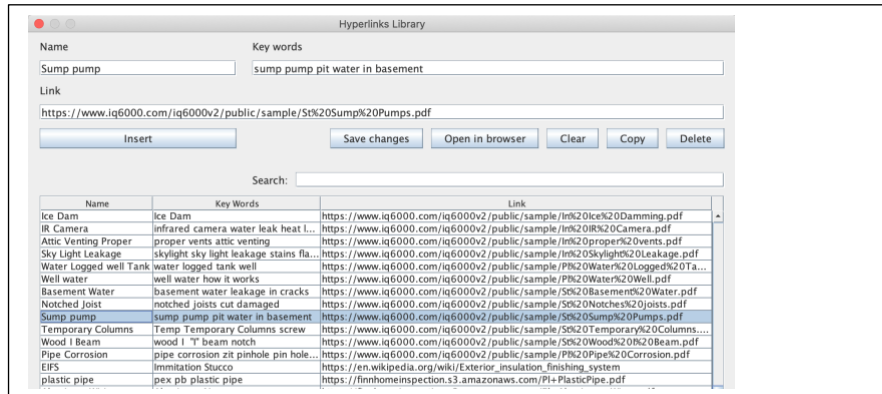 Hyperlinks Library
Name Key words
Sump pump sump pump pit water in basement
Link
https://www.iq6000.com/iq6000v2/public/sample/St%20Sump%20Pumps.pdf
Insert Save changes Open in browser Clear Copy Delete
Search:
Name Key Words Link
Ice Dam Ice Dam https://www.iq6000.com/iq6000v2/public/sample/In%20Ice%20Damming.pdf
IR Camera infrared camera water leak heat l... https://www.iq6000.com/iq6000v2/public/sample/In%20IR%20Camera.pdf
Attic Venting Proper proper vents attic venting https://www.iq6000.com/iq6000v2/public/sample/In%20proper%20vents.pdf
Sky Light Leakage skylight sky light leakage stains fla... https://www.iq6000.com/iq6000v2/public/sample/In%20Skylight%20Leakage.pdf
Water Logged well Tank water logged tank well https://www.iq6000.com/iq6000v2/public/sample/Pl%20Water%20Logged%20Ta...
Well water well water how it works https://www.iq6000.com/iq6000v2/public/sample/Pl%20Water%20Well.pdf
Basement Water basement water leakage in cracks https://www.iq6000.com/iq6000v2/public/sample/St%20Basement%20Water.pdf
Notched Joist notched joists cut damaged https://www.iq6000.com/iq6000v2/public/sample/St%20Notches%20joists.pdf
Sump pump sump pump pit water in basement https://www.iq6000.com/iq6000v2/public/sample/St%20Sump%20Pumps.pdf
Temporary Columns Temp Temporary Columns screw https://www.iq6000.com/iq6000v2/public/sample/St%20Temporary%20Columns....
Wood I Beam wood I "I" beam notch https://www.iq6000.com/iq6000v2/public/sample/St%20Wood%20I%20Beam.pdf
Pipe Corrosion pipe corrosion zit pinhole pin hole... https://www.iq6000.com/iq6000v2/public/sample/Pl%20Pipe%20Corrosion.pdf
EIFS Immitation Stucco https://en.wikipedia.org/wiki/Exterior_insulation_finishing_system
plastic pipe pex pb plastic pipe https://finnhomeinspection.s3.amazonaws.com/Pl+PlasticPipe.pdf